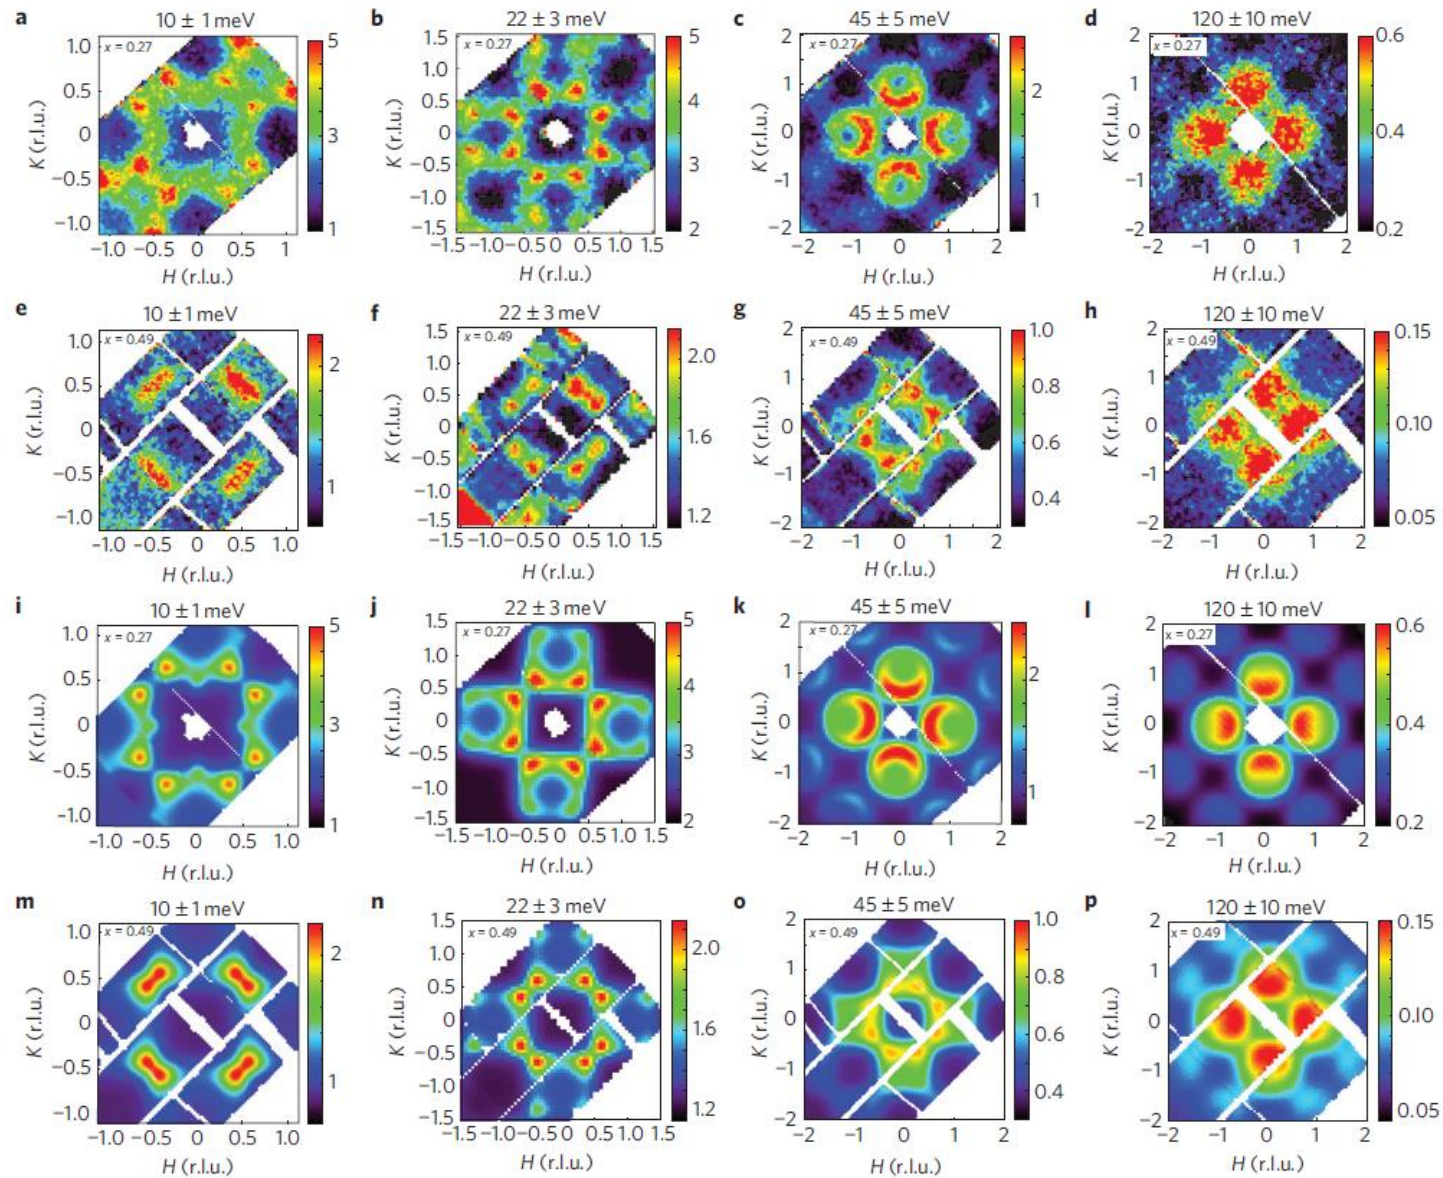 a 10 ± 1 meV
x = 0.27
1.0
0.5
0
−0.5
−1.0
K (r.l.u.)
−1.0 −0.5 0 0.5 1
H (r.l.u.)
5
3
1
b 22 ± 3 meV
x = 0.27
1.5
1.0
0.5
0
−0.5
−1.0
−1.5
K (r.l.u.)
−1.5 −1.0 −0.5 0 0.5 1.0 1.5
H (r.l.u.)
5
4
3
2
c 45 ± 5 meV
x = 0.27
2
1
0
−1
−2
K (r.l.u.)
−2 −1 0 1 2
H (r.l.u.)
2
1
d 120 ± 10 meV
x = 0.27
2
1
0
−1
−2
K (r.l.u.)
−2 −1 0 1 2
H (r.l.u.)
0.6
0.4
0.2
e 10 ± 1 meV
x = 0.49
1.0
0.5
0
−0.5
−1.0
K (r.l.u.)
−1.0 −0.5 0 0.5 1.0
H (r.l.u.)
2
1
f 22 ± 3 meV
x = 0.49
1.5
1.0
0.5
0
−0.5
−1.0
−1.5
K (r.l.u.)
−1.5 −1.0 −0.5 0 0.5 1.0 1.5
H (r.l.u.)
2.0
1.6
1.2
g 45 ± 5 meV
x = 0.49
2
1
0
−1
−2
K (r.l.u.)
−2 −1 0 1 2
H (r.l.u.)
1.0
0.8
0.6
0.4
h 120 ± 10 meV
x = 0.49
2
1
0
−1
−2
K (r.l.u.)
−2 −1 0 1 2
H (r.l.u.)
0.15
0.10
0.05
i 10 ± 1 meV
x = 0.27
1.0
0.5
0
−0.5
−1.0
K (r.l.u.)
−1.0 −0.5 0 0.5 1.0
H (r.l.u.)
5
3
1
j 22 ± 3 meV
x = 0.27
1.5
1.0
0.5
0
−0.5
−1.0
−1.5
K (r.l.u.)
−1.5 −1.0 −0.5 0 0.5 1.0 1.5
H (r.l.u.)
5
4
3
2
k 45 ± 5 meV
x = 0.27
2
1
0
−1
−2
K (r.l.u.)
−2 −1 0 1 2
H (r.l.u.)
2
1
l 120 ± 10 meV
x = 0.27
2
1
0
−1
−2
K (r.l.u.)
−2 −1 0 1 2
H (r.l.u.)
0.6
0.4
0.2
m 10 ± 1 meV
x = 0.49
1.0
0.5
0
−0.5
−1.0
K (r.l.u.)
−1.0 −0.5 0 0.5 1.0
H (r.l.u.)
2
1
n 22 ± 3 meV
x = 0.49
1.5
1.0
0.5
0
−0.5
−1.0
−1.5
K (r.l.u.)
−1.5 −1.0 −0.5 0 0.5 1.0 1.5
H (r.l.u.)
2.0
1.6
1.2
o 45 ± 5 meV
x = 0.49
2
1
0
−1
−2
K (r.l.u.)
−2 −1 0 1 2
H (r.l.u.)
1.0
0.8
0.6
0.4
p 120 ± 10 meV
x = 0.49
2
1
0
−1
−2
K (r.l.u.)
−2 −1 0 1 2
H (r.l.u.)
0.15
0.10
0.05